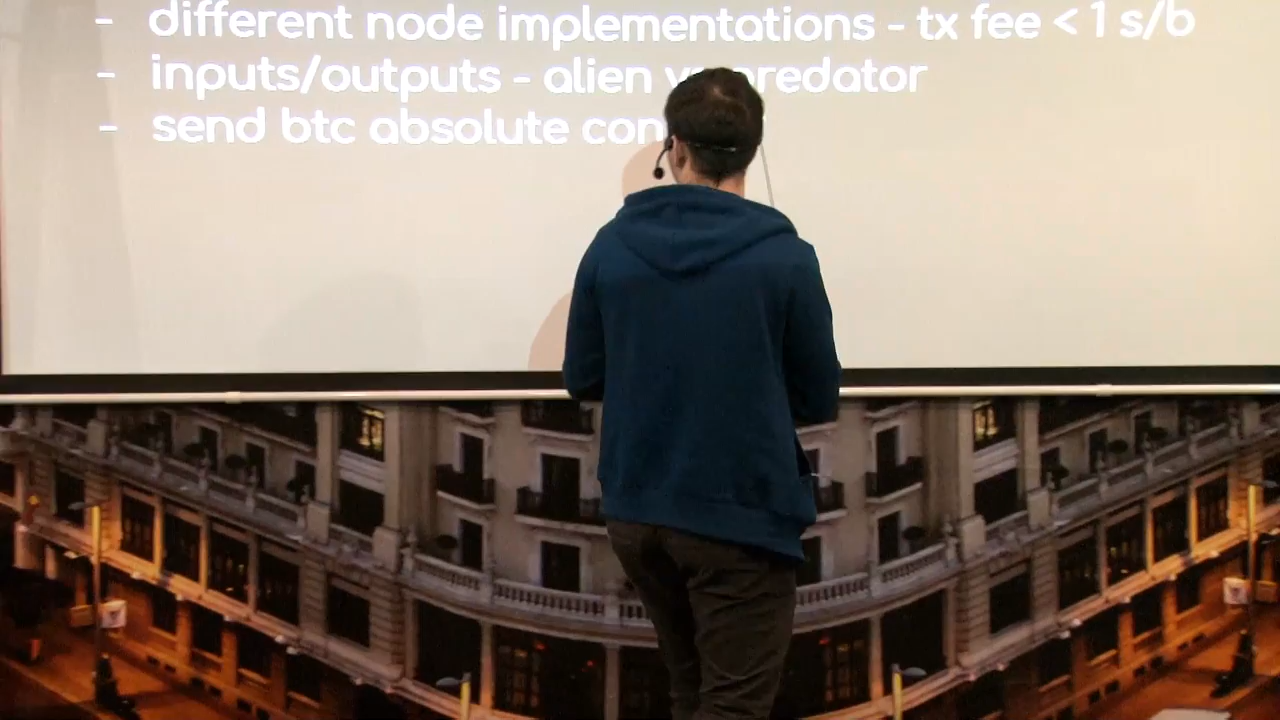 - different node implementations - tx fee < 1 s/b
- inputs/outputs - alien
- send btc absolute